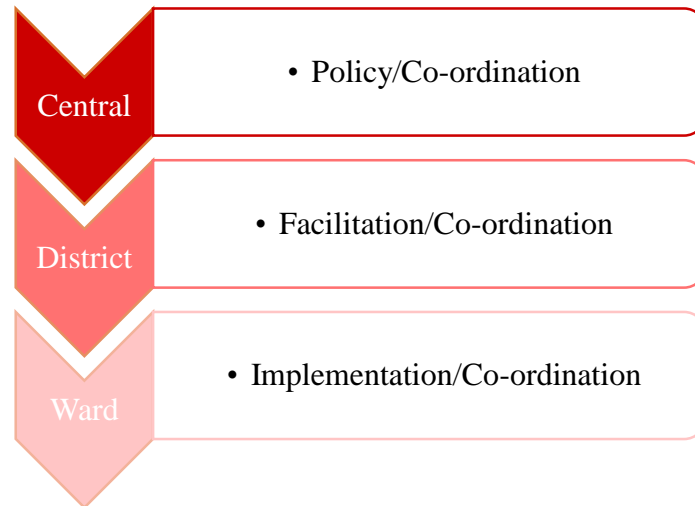 Central
• Policy/Co-ordination
District
• Facilitation/Co-ordination
Ward
• Implementation/Co-ordination